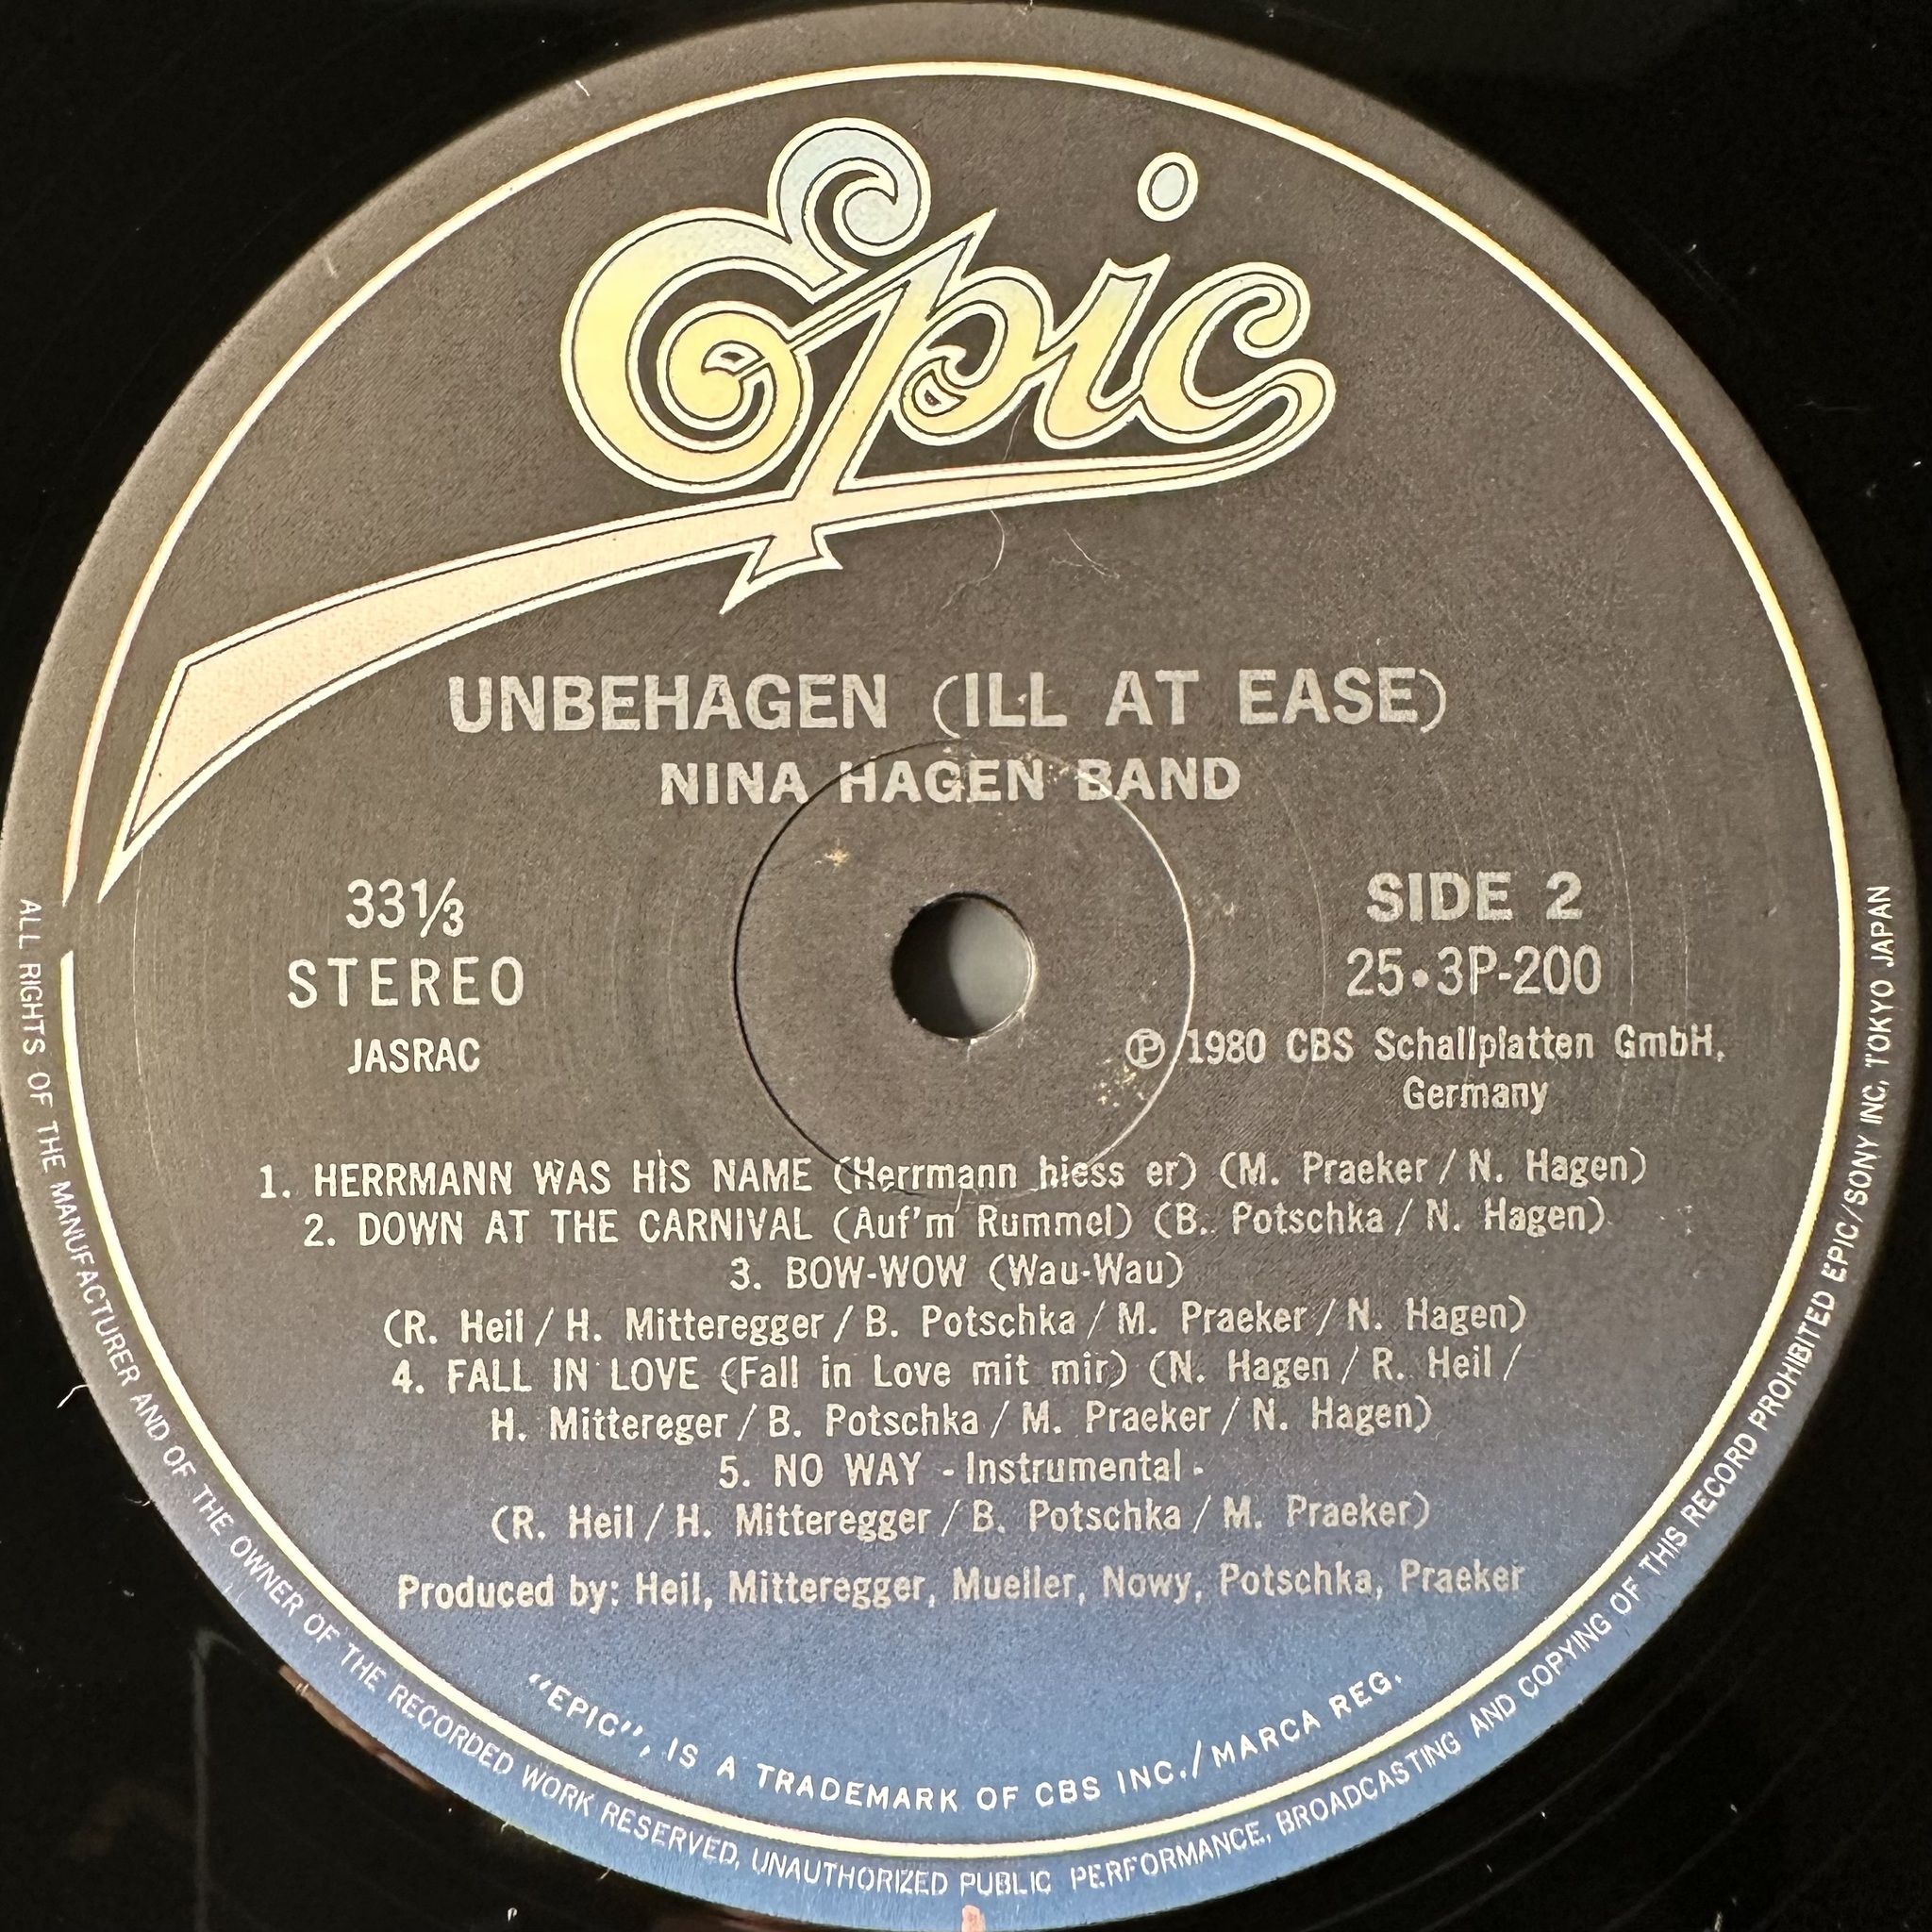 Epic
UNBEHAGEN (ILL AT EASE)
NINA HAGEN BAND
33⅓
STEREO
JASRAC
SIDE 2
25•3P-200
Ⓟ 1980 CBS Schallplatten GmbH,
Germany
1. HERRMANN WAS HIS NAME (Herrmann hiess er) (M. Praeker / N. Hagen)
2. DOWN AT THE CARNIVAL (Auf'm Rummel) (B. Potschka / N. Hagen)
3. BOW-WOW (Wau-Wau)
(R. Heil / H. Mitteregger / B. Potschka / M. Praeker / N. Hagen)
4. FALL IN LOVE (Fall in Love mit mir) (N. Hagen / R. Heil /
H. Mittereger / B. Potschka / M. Praeker / N. Hagen)
5. NO WAY - Instrumental -
(R. Heil / H. Mitteregger / B. Potschka / M. Praeker)
Produced by: Heil, Mitteregger, Mueller, Nowy, Potschka, Praeker
"EPIC", IS A TRADEMARK OF CBS INC./MARCA REG.
ALL RIGHTS OF THE MANUFACTURER AND OF THE OWNER OF THE RECORDED WORK RESERVED, UNAUTHORIZED PUBLIC PERFORMANCE, BROADCASTING AND COPYING OF THIS RECORD PROHIBITED EPIC/SONY INC, TOKYO JAPAN